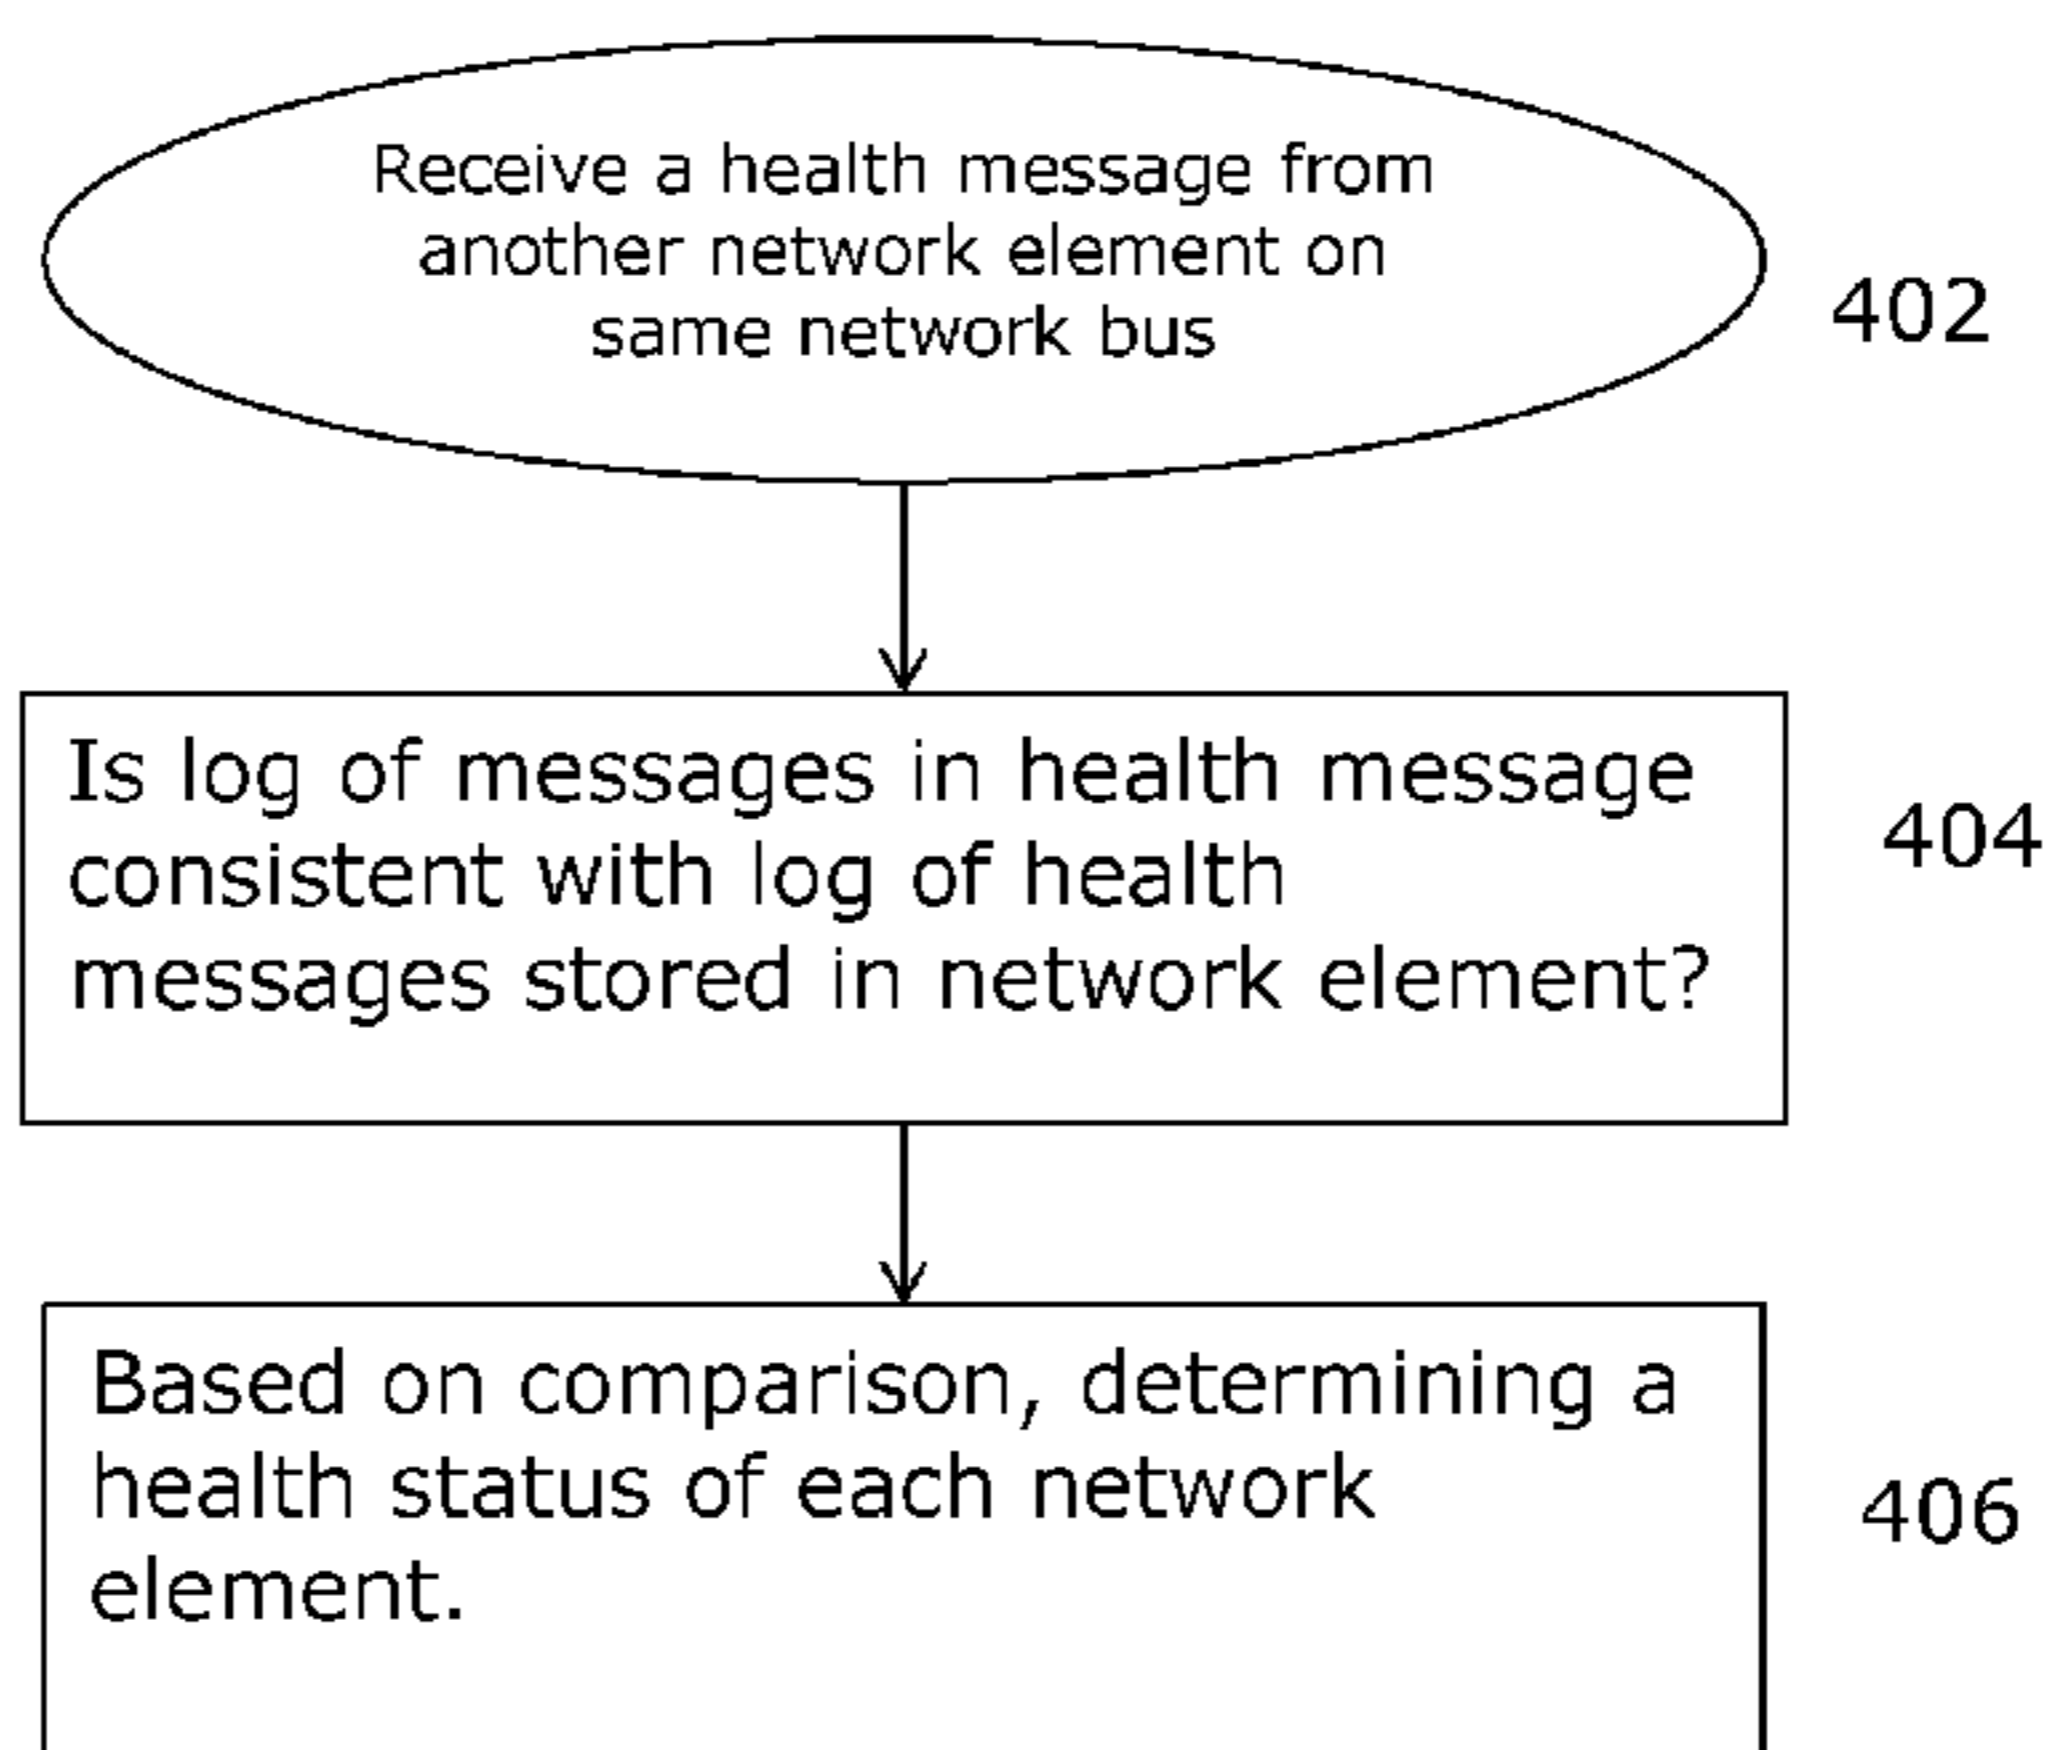 Receive a health message from
another network element on
same network bus
402
Is log of messages in health message
consistent with log of health
messages stored in network element?
404
Based on comparison, determining a
health status of each network
element.
406